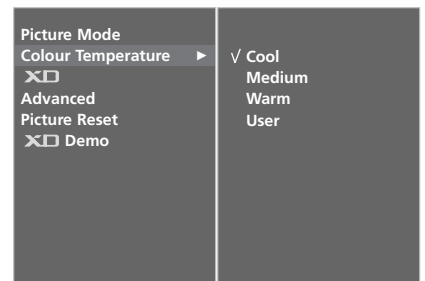 Picture Mode
Colour Temperature ►
XD
Advanced
Picture Reset
XD Demo
√ Cool
Medium
Warm
User